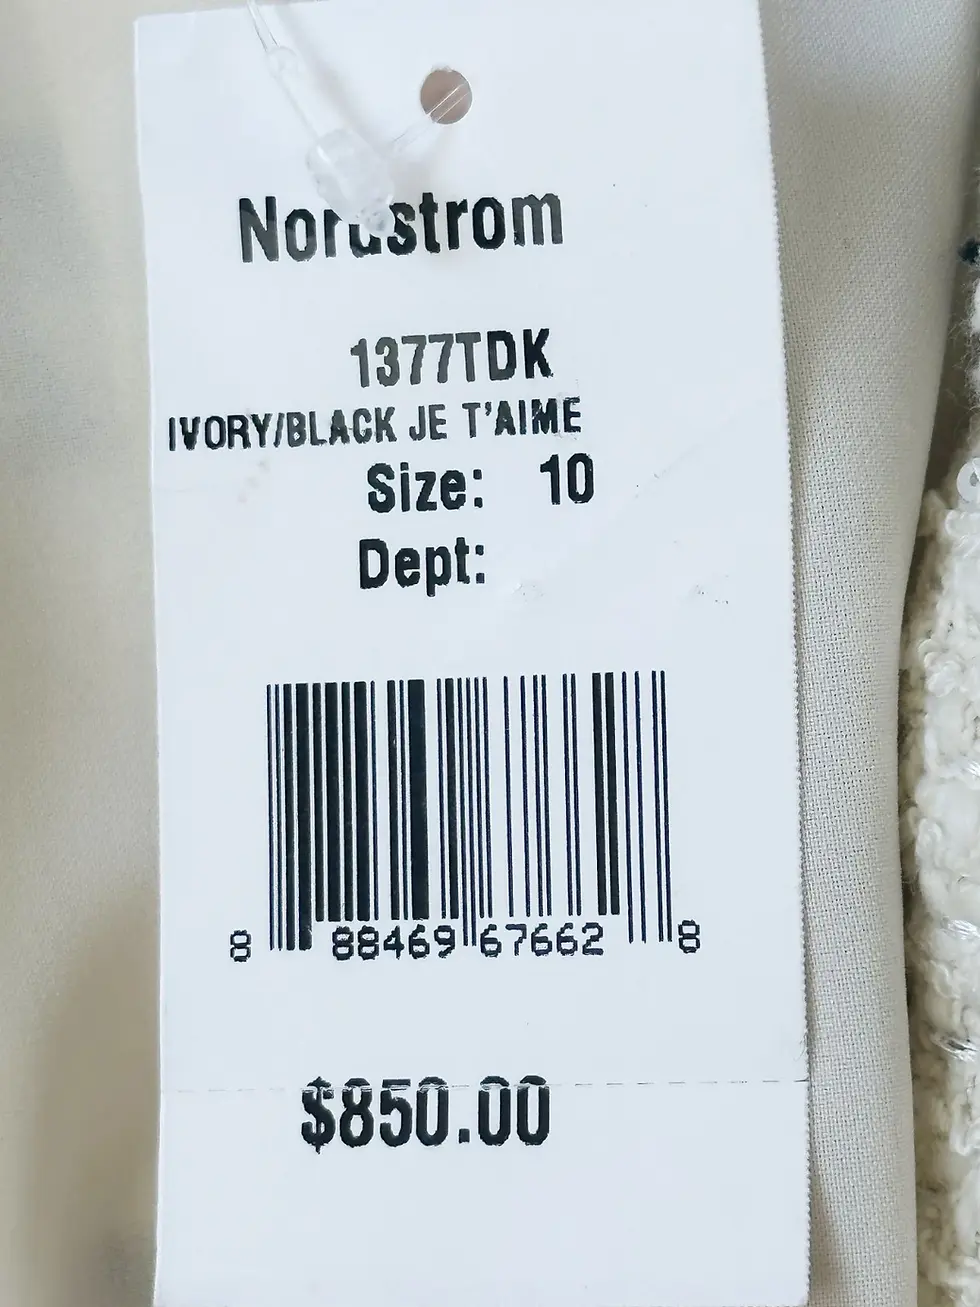 Nordstrom
1377TDK
IVORY/BLACK JE T'AIME
Size: 10
Dept:
8 88469 67662 8
$850.00